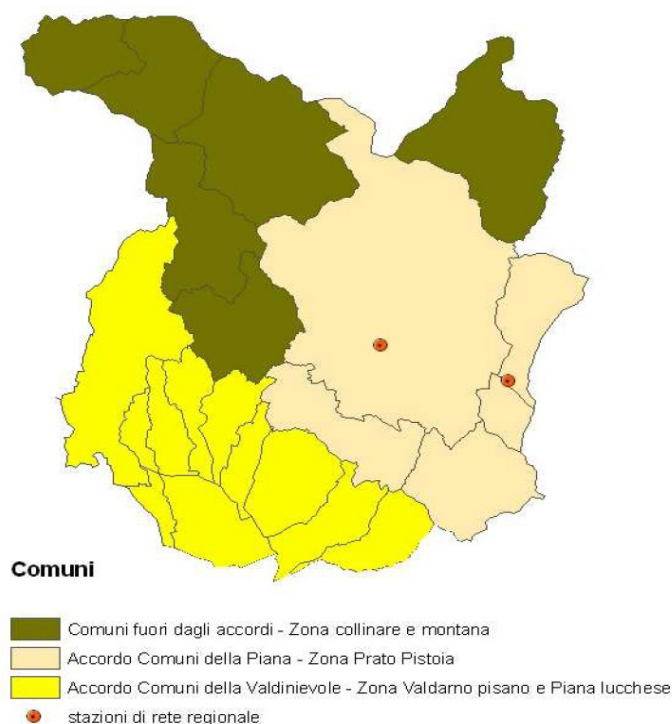 Comuni
Comuni fuori dagli accordi - Zona collinare e montana
Accordo Comuni della Piana - Zona Prato Pistoia
Accordo Comuni della Valdinievole - Zona Valdarno pisano e Piana lucchese
stazioni di rete regionale